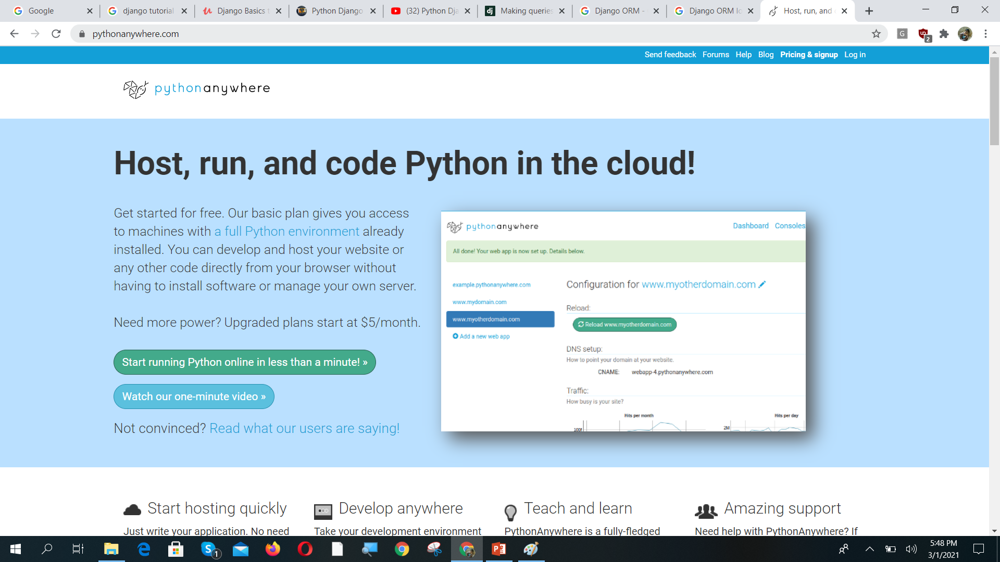 Google
django tutorial
Django Basics t
Python Django
(32) Python Dja
Making queries
Django ORM -
Django ORM lo
Host, run, and
pythonanywhere.com
G
2
Send feedback Forums Help Blog Pricing & signup Log in
pythonanywhere
Host, run, and code Python in the cloud!
Get started for free. Our basic plan gives you access
to machines with a full Python environment already
installed. You can develop and host your website or
any other code directly from your browser without
having to install software or manage your own server.
Need more power? Upgraded plans start at $5/month.
Start running Python online in less than a minute! »
Watch our one-minute video »
Not convinced? Read what our users are saying!
pythonanywhere
Dashboard Consoles
All done! Your web app is now set up. Details below.
example.pythonanywhere.com
www.mydomain.com
www.myotherdomain.com
Add a new web app
Configuration for www.myotherdomain.com
Reload:
Reload www.myotherdomain.com
DNS setup:
How to point your domain at your website.
CNAME: webapp-4.pythonanywhere.com
Traffic:
How busy is your site?
Hits per month
Hits per day
2M
Start hosting quickly
Just write your application. No need
Develop anywhere
Take your development environment
Teach and learn
PythonAnywhere is a fully-fledged
Amazing support
Need help with PythonAnywhere? If
1
5:48 PM
3/1/2021